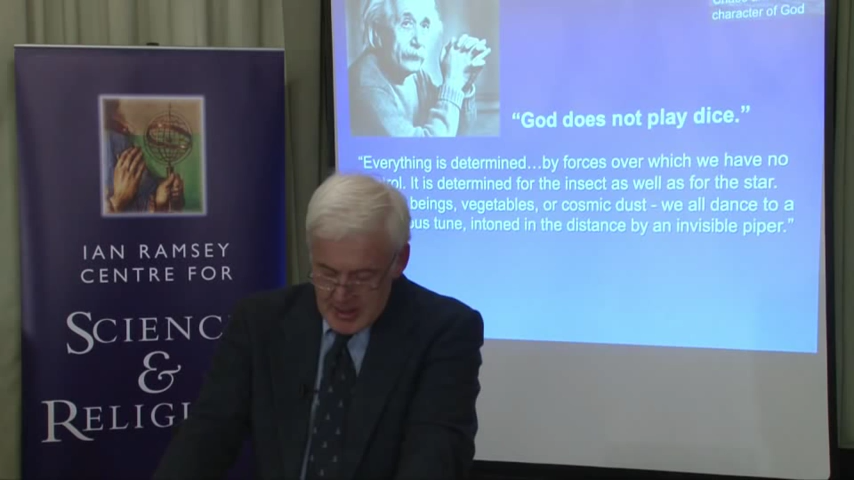 IAN RAMSEY
CENTRE FOR
SCIENC
&
RELIGI
character of God
“God does not play dice.”
“Everything is determined...by forces over which we have no
rol. It is determined for the insect as well as for the star.
beings, vegetables, or cosmic dust - we all dance to a
ous tune, intoned in the distance by an invisible piper.”